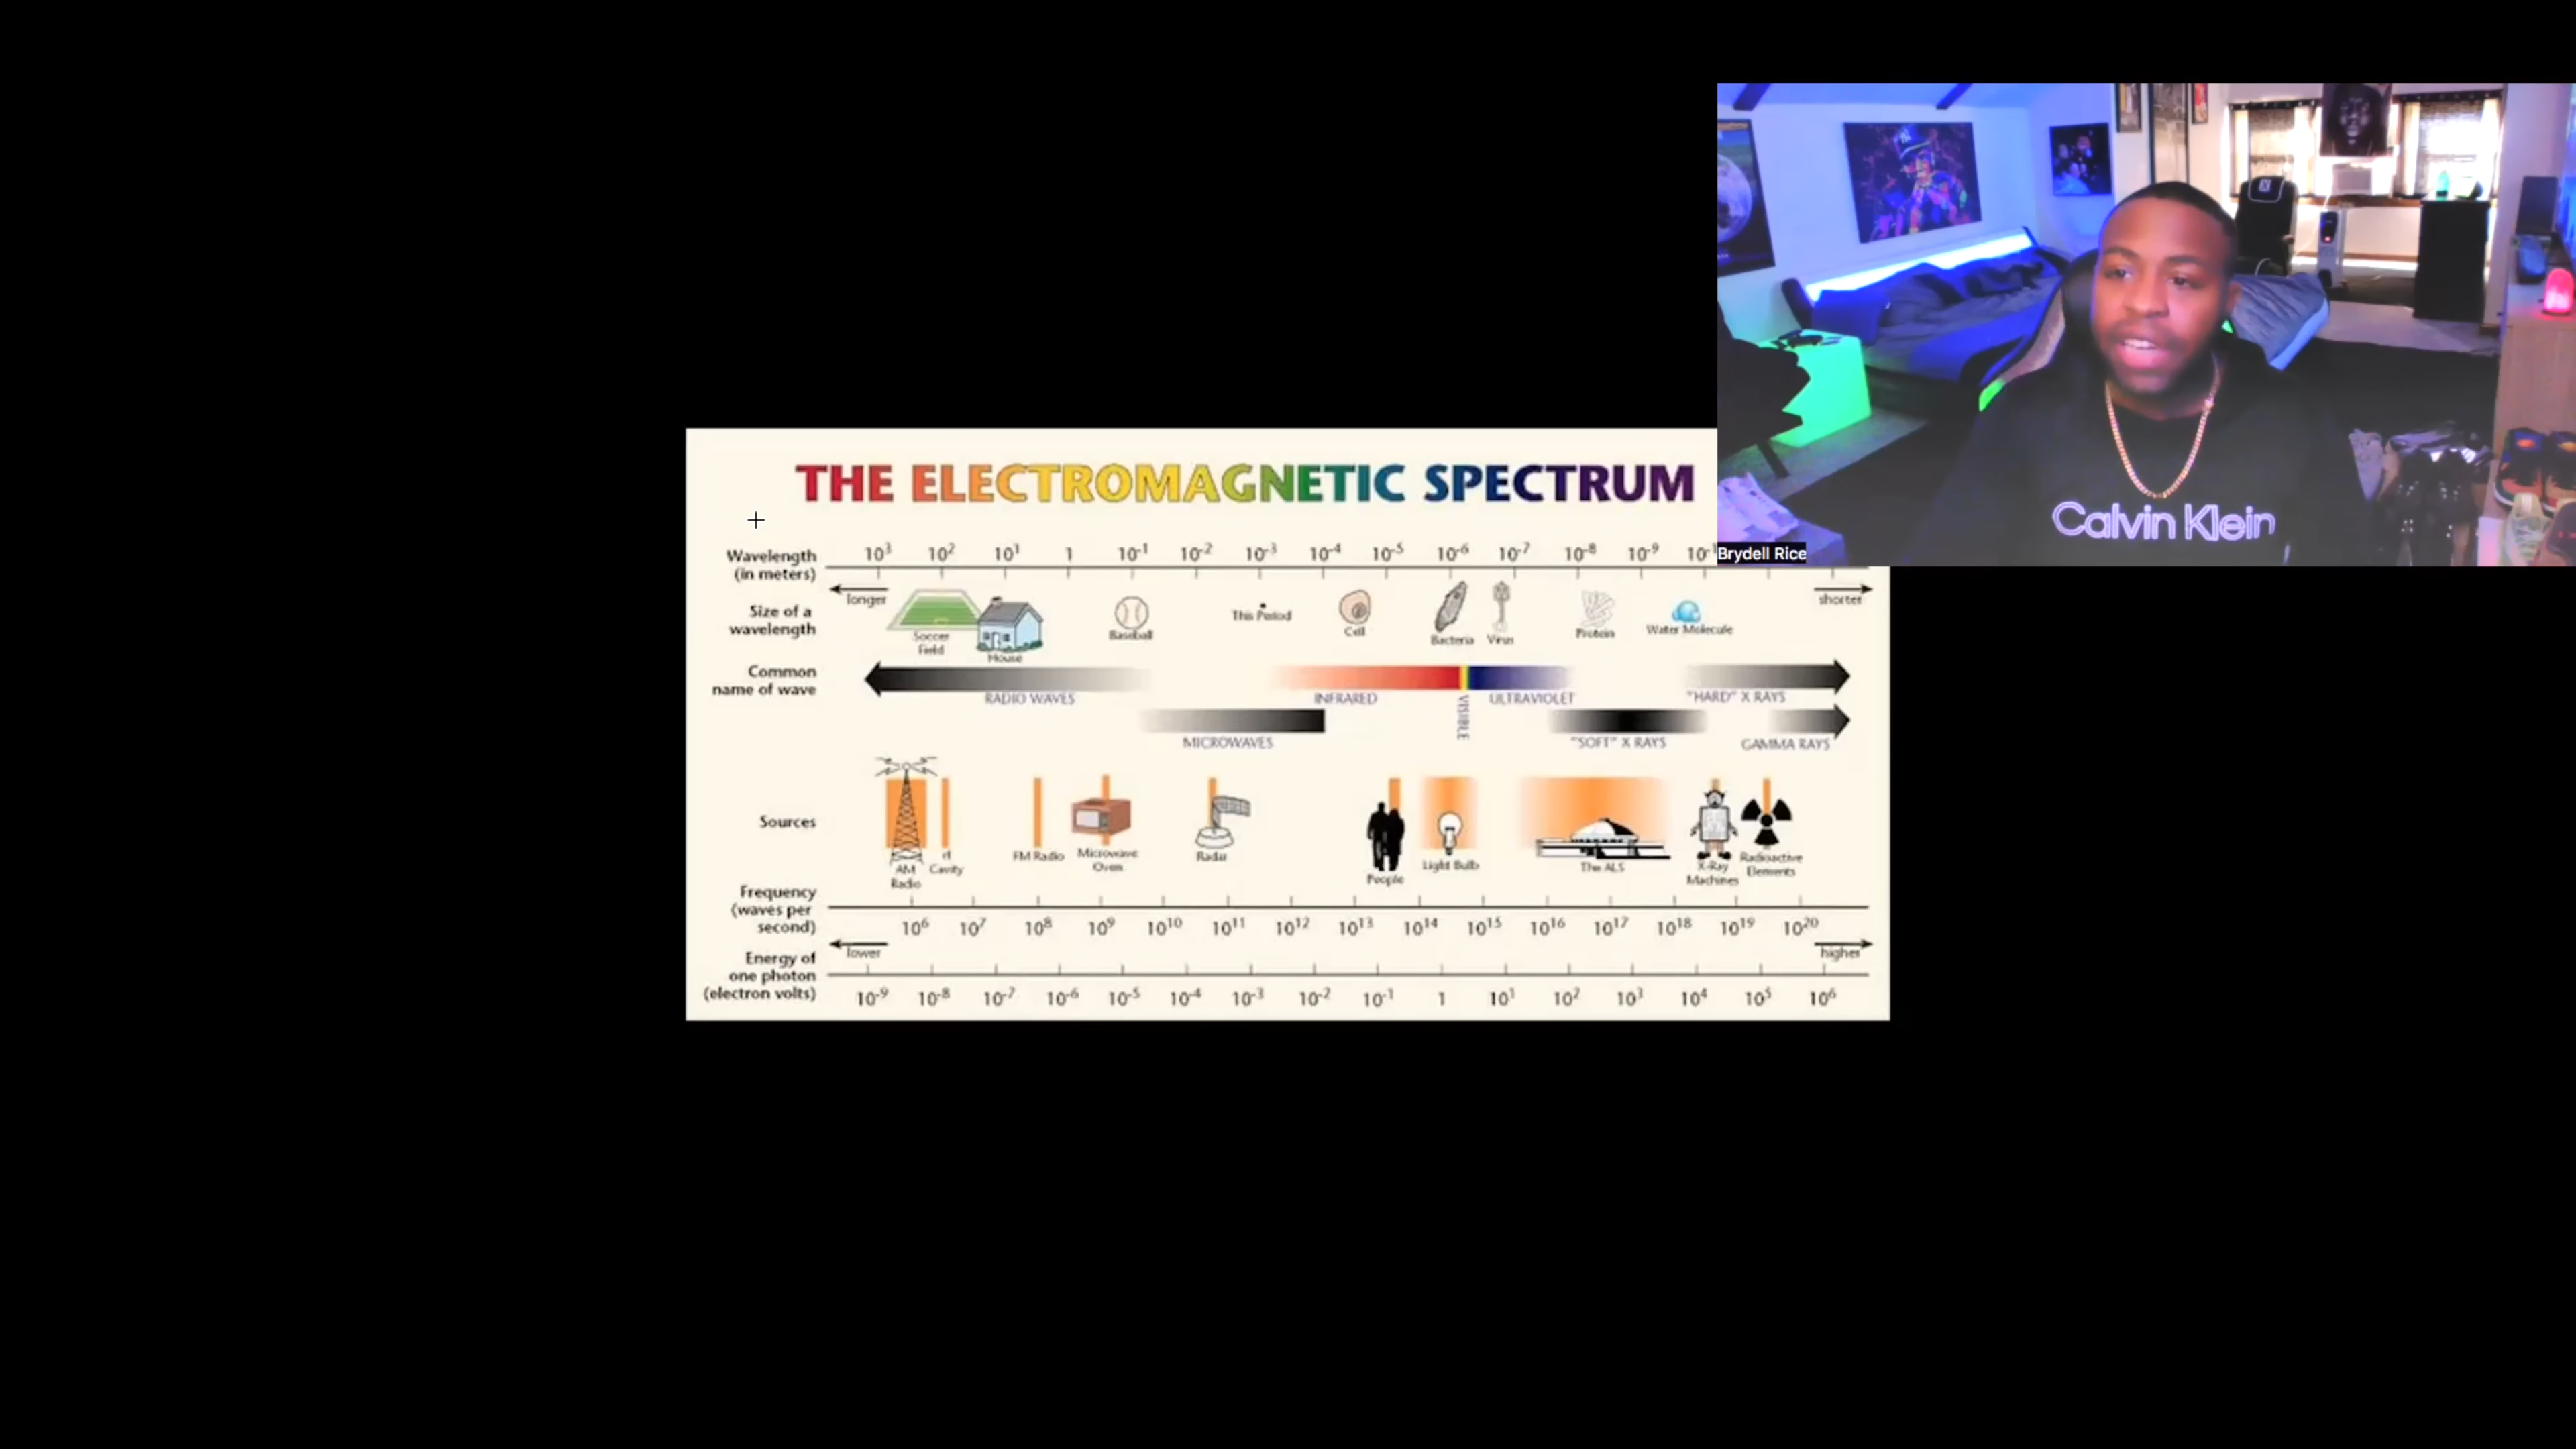 THE ELECTROMAGNETIC SPECTRUM
Wavelength
(in meters)
10³ 10² 10¹ 1 10⁻¹ 10⁻² 10⁻³ 10⁻⁴ 10⁻⁵ 10⁻⁶ 10⁻⁷ 10⁻⁸ 10⁻⁹
longer
shorter
Size of a
wavelength
Soccer
Field
House
Baseball
This Period
Cell
Bacteria
Virus
Protein
Water Molecule
Common
name of wave
RADIO WAVES
INFRARED
VISIBLE
ULTRAVIOLET
"HARD" X RAYS
MICROWAVES
"SOFT" X RAYS
GAMMA RAYS
Sources
AM
Radio
rf
Cavity
FM Radio
Microwave
Oven
Radar
People
Light Bulb
The ALS
X-Ray
Machines
Radioactive
Elements
Frequency
(waves per
second)
10⁶ 10⁷ 10⁸ 10⁹ 10¹⁰ 10¹¹ 10¹² 10¹³ 10¹⁴ 10¹⁵ 10¹⁶ 10¹⁷ 10¹⁸ 10¹⁹ 10²⁰
lower
higher
Energy of
one photon
(electron volts)
10⁻⁹ 10⁻⁸ 10⁻⁷ 10⁻⁶ 10⁻⁵ 10⁻⁴ 10⁻³ 10⁻² 10⁻¹ 1 10¹ 10² 10³ 10⁴ 10⁵ 10⁶
Calvin Klein
Brydell Rice